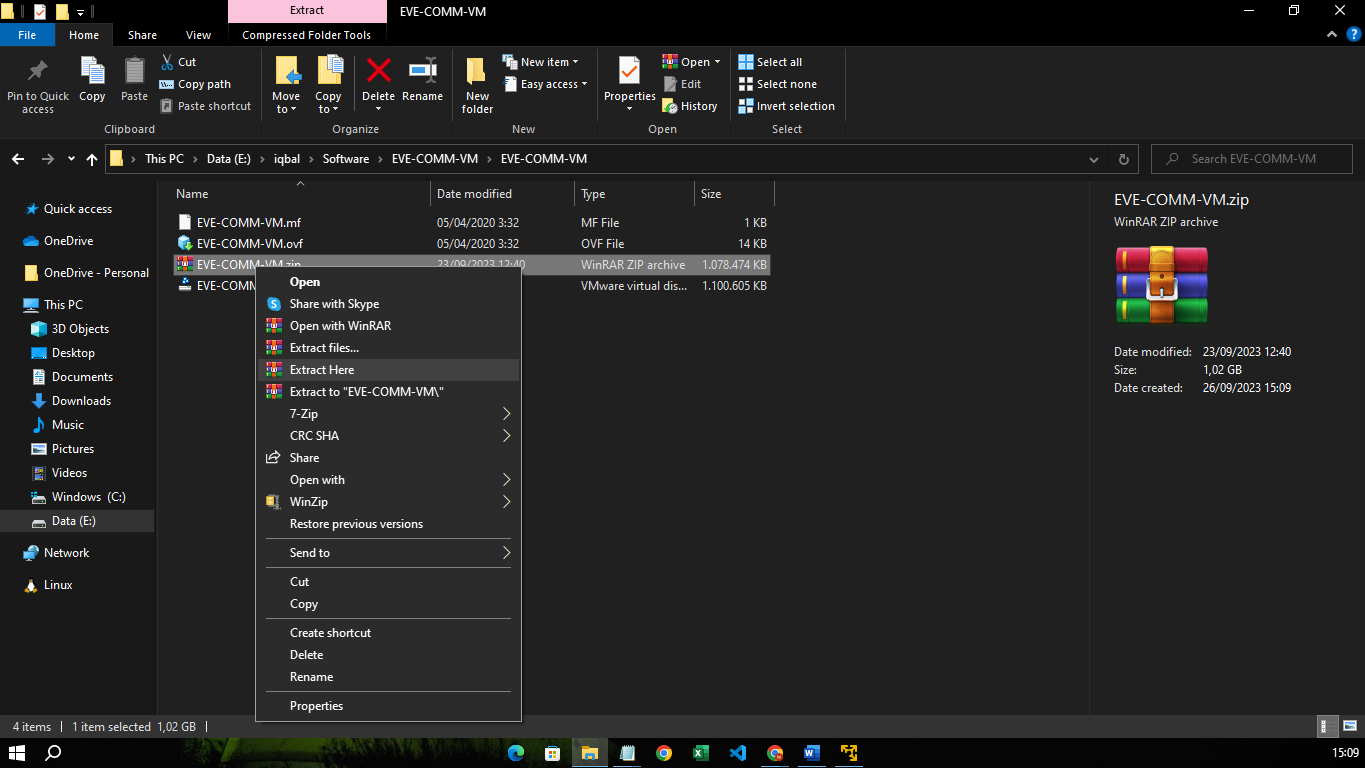 Extract
EVE-COMM-VM
File
Home
Share
View
Compressed Folder Tools
Pin to Quick access
Copy
Paste
Cut
Copy path
Paste shortcut
Clipboard
Move to
Copy to
Delete
Rename
Organize
New folder
New item
Easy access
New
Properties
Open
Edit
History
Open
Select all
Select none
Invert selection
Select
This PC > Data (E:) > iqbal > Software > EVE-COMM-VM > EVE-COMM-VM
Search EVE-COMM-VM
Quick access
OneDrive
OneDrive - Personal
This PC
3D Objects
Desktop
Documents
Downloads
Music
Pictures
Videos
Windows (C:)
Data (E:)
Network
Linux
Name Date modified Type Size
EVE-COMM-VM.mf 05/04/2020 3:32 MF File 1 KB
EVE-COMM-VM.ovf 05/04/2020 3:32 OVF File 14 KB
EVE-COMM-VM.zip 23/09/2023 12:40 WinRAR ZIP archive 1.078.474 KB
EVE-COMM VMware virtual dis... 1.100.605 KB
Open
Share with Skype
Open with WinRAR
Extract files...
Extract Here
Extract to "EVE-COMM-VM\"
7-Zip
CRC SHA
Share
Open with
WinZip
Restore previous versions
Send to
Cut
Copy
Create shortcut
Delete
Rename
Properties
EVE-COMM-VM.zip
WinRAR ZIP archive
Date modified: 23/09/2023 12:40
Size: 1,02 GB
Date created: 26/09/2023 15:09
4 items
1 item selected 1,02 GB
15:09